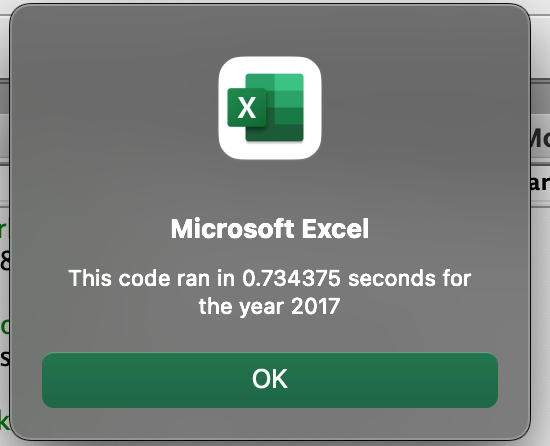 X
Microsoft Excel
This code ran in 0.734375 seconds for
the year 2017
OK